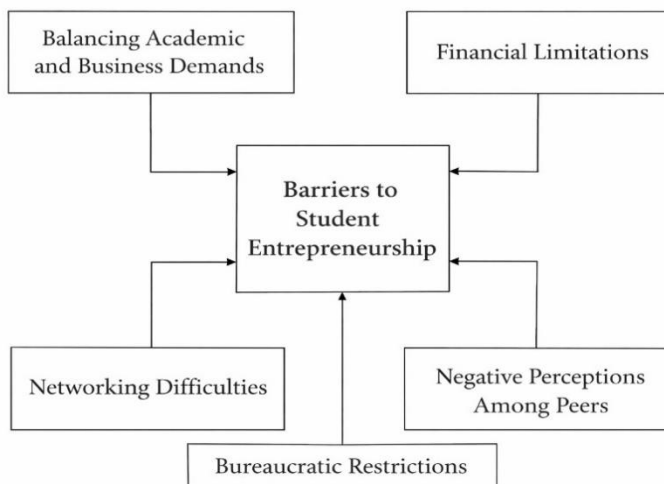 Balancing Academic
and Business Demands
Financial Limitations
Barriers to
Student
Entrepreneurship
Networking Difficulties
Negative Perceptions
Among Peers
Bureaucratic Restrictions